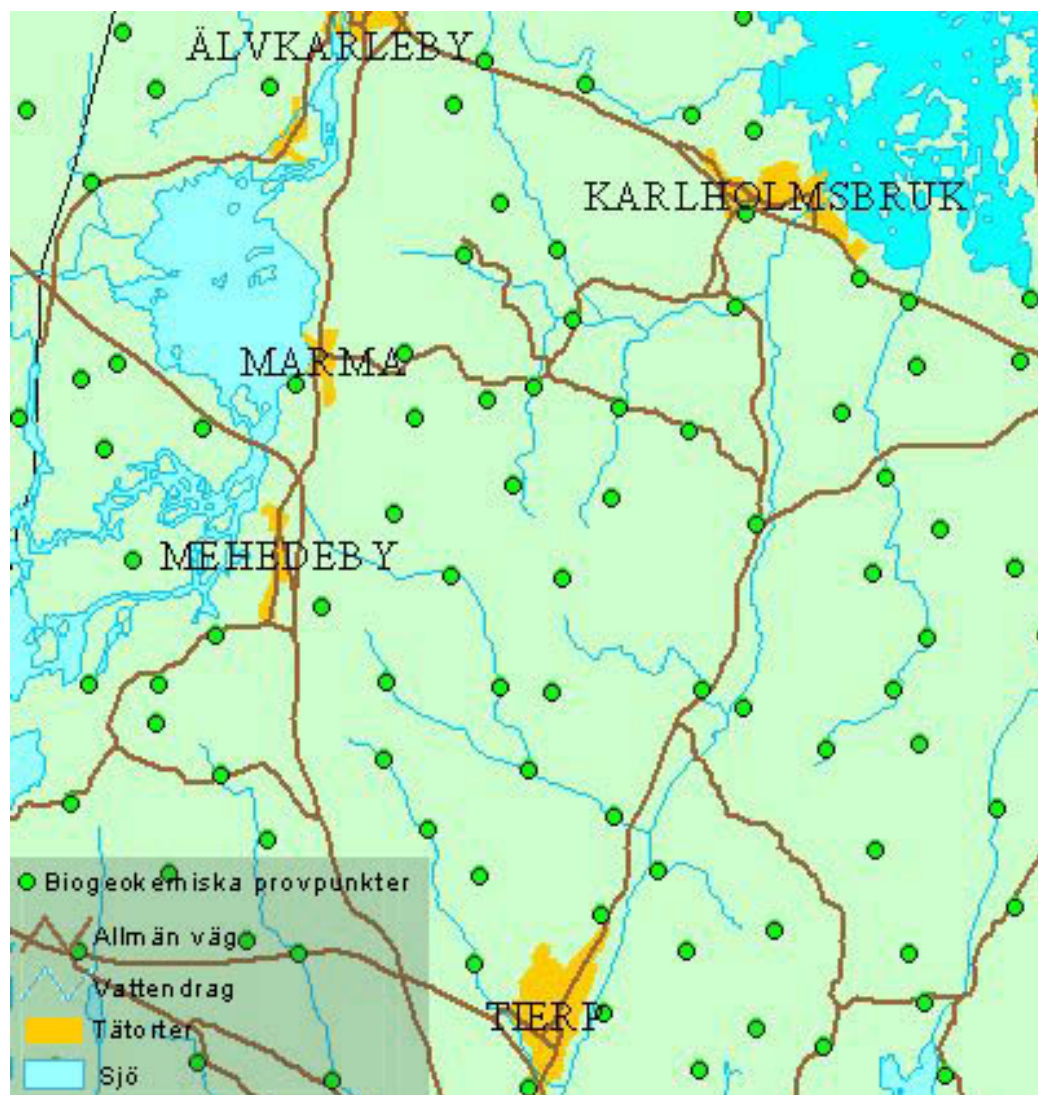 ÄLVKARLEBY
KARLHOLMSBRUK
MARMA
MEHEDEBY
Biogeokemiska provpunkter
Allmän väg
Vattendrag
TIERP
Tätorter
Sjö